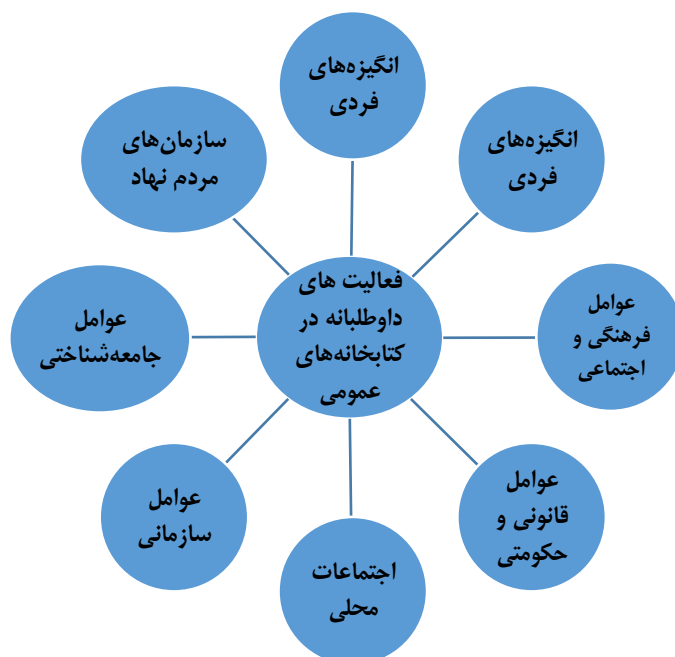 انگیزه‌های
فردی
انگیزه‌های
فردی
عوامل
فرهنگی و
اجتماعی
عوامل
قانونی و
حکومتی
اجتماعات
محلی
عوامل
سازمانی
عوامل
جامعه‌شناختی
سازمان‌های
مردم نهاد
فعالیت های
داوطلبانه در
کتابخانه‌های
عمومی